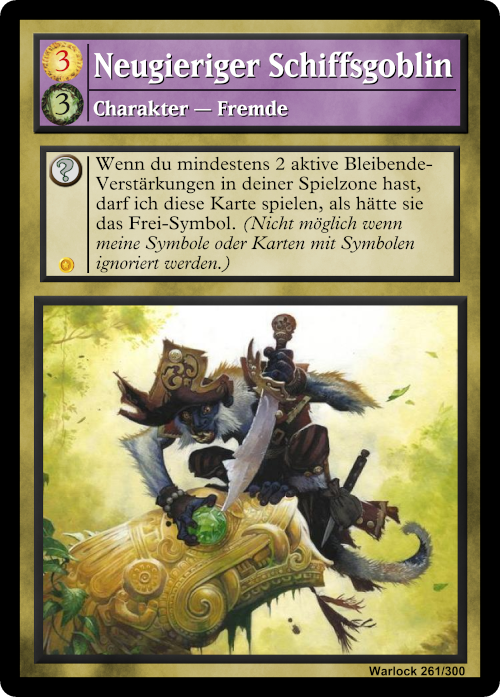 3
Neugieriger Schiffsgoblin
3
Charakter — Fremde
?
Wenn du mindestens 2 aktive Bleibende-
Verstärkungen in deiner Spielzone hast,
darf ich diese Karte spielen, als hätte sie
das Frei-Symbol. (Nicht möglich wenn
meine Symbole oder Karten mit Symbolen
ignoriert werden.)
Warlock 261/300